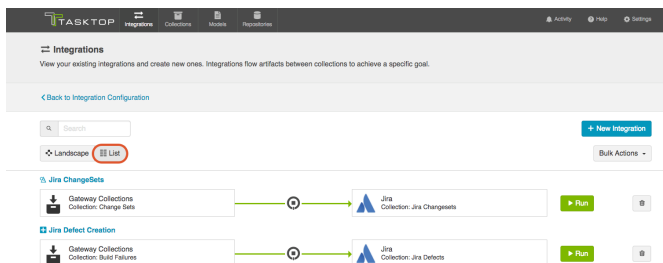 TASKTOP
Integrations
Collections
Models
Repositories
Activity
Help
Settings
Integrations
View your existing integrations and create new ones. Integrations flow artifacts between collections to achieve a specific goal.
Back to Integration Configuration
Search
+ New Integration
Landscape
List
Bulk Actions
Jira ChangeSets
Gateway Collections
Collection: Change Sets
Jira
Collection: Jira Changesets
Run
Jira Defect Creation
Gateway Collections
Collection: Build Failures
Jira
Collection: Jira Defects
Run